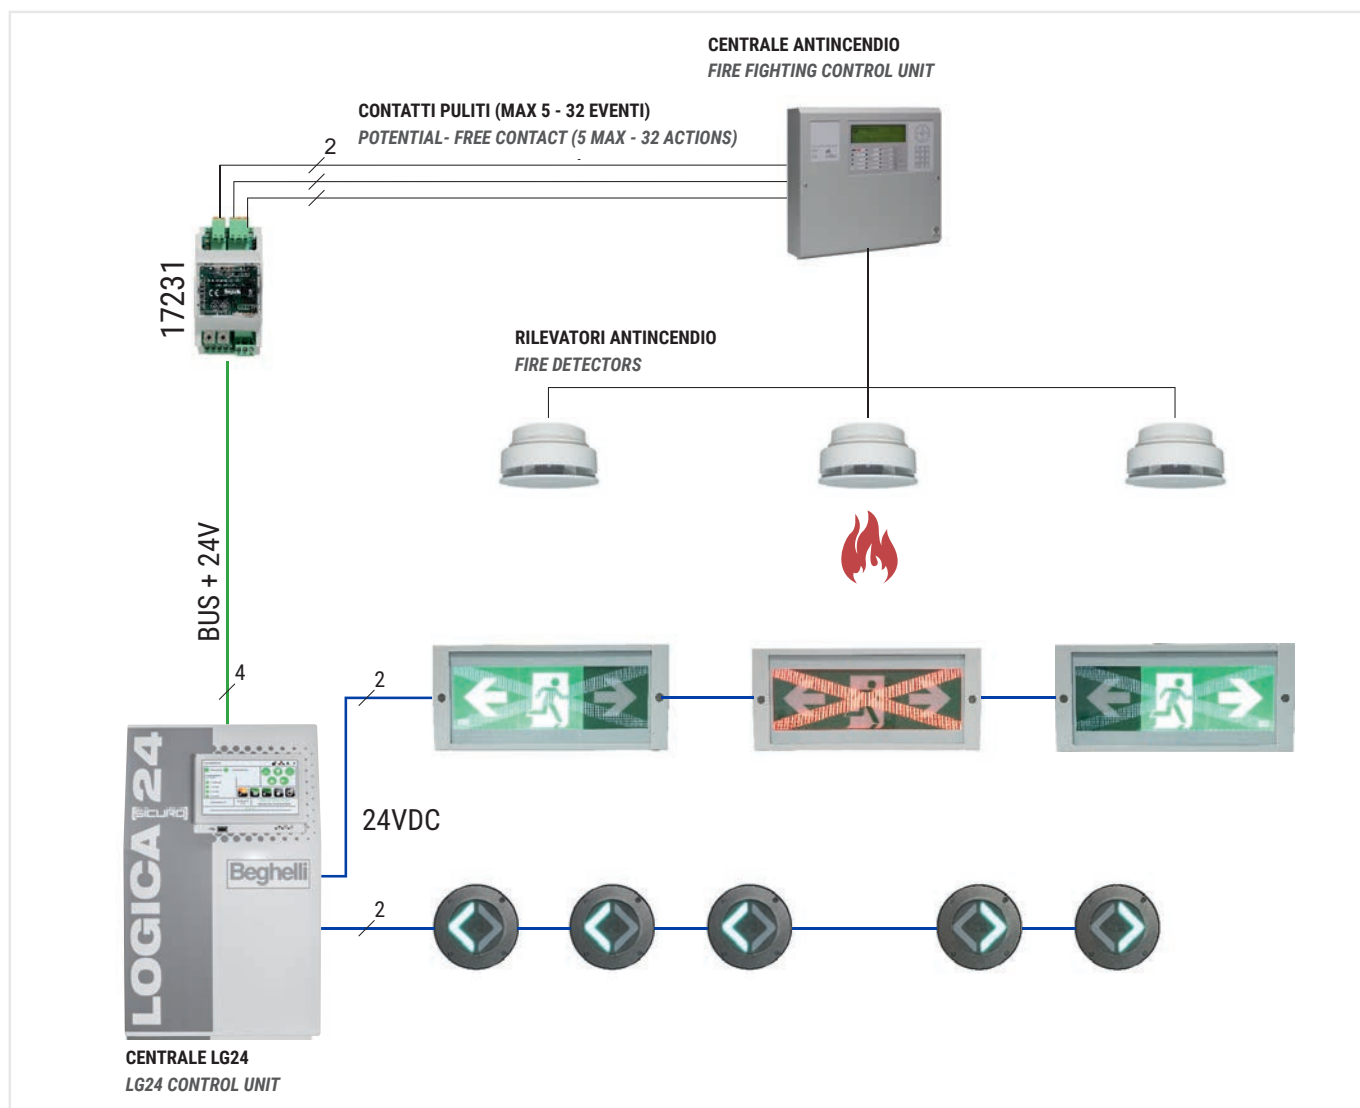 CENTRALE ANTINCENDIO
FIRE FIGHTING CONTROL UNIT
CONTATTI PULITI (MAX 5 - 32 EVENTI)
POTENTIAL- FREE CONTACT (5 MAX - 32 ACTIONS)
2
17231
RILEVATORI ANTINCENDIO
FIRE DETECTORS
BUS + 24V
4
2
24VDC
LOGICA 24
SICURO
Beghelli
2
CENTRALE LG24
LG24 CONTROL UNIT